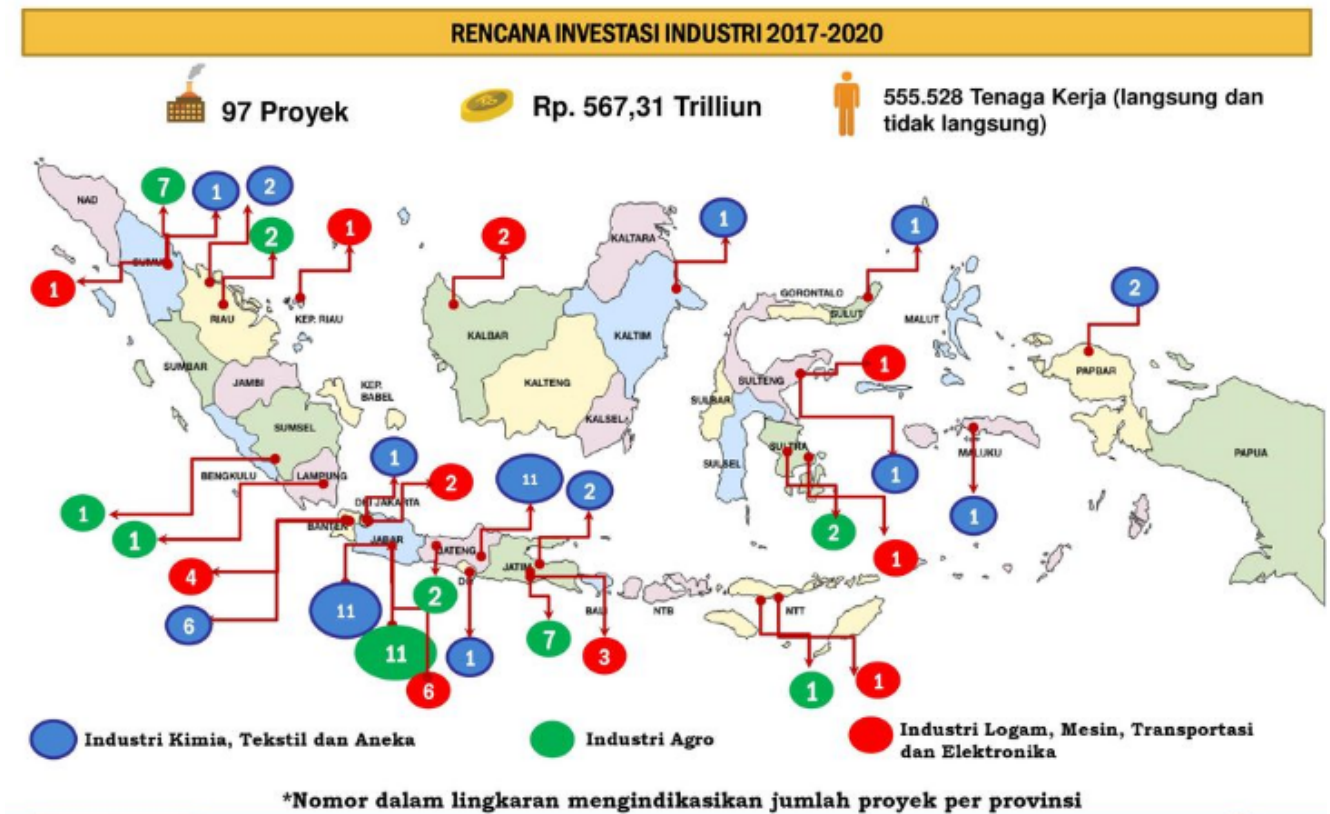 RENCANA INVESTASI INDUSTRI 2017-2020
97 Proyek
Rp. 567,31 Trilliun
555.528 Tenaga Kerja (langsung dan
tidak langsung)
7
1
2
2
1
1
2
1
1
2
NAD
RIAU
KEP. RIAU
SUMBAR
JAMBI
KEP.
BABEL
SUMSEL
BENGKULU
LAMPUNG
KALBAR
KALTENG
KALTARA
KALTIM
KALSEL
GORONTALO
SULUT
MALUT
SULTENG
SULBAR
SULSEL
SULTRA
MALUKU
PAPBAR
PAPUA
1
1
1
1
2
11
2
2
1
1
1
4
6
BANTEN
DKI JAKARTA
JABAR
JATENG
JATIM
BALI
NTB
NTT
11
11
6
2
1
7
3
1
1
Industri Kimia, Tekstil dan Aneka
Industri Agro
Industri Logam, Mesin, Transportasi
dan Elektronika
*Nomor dalam lingkaran mengindikasikan jumlah proyek per provinsi